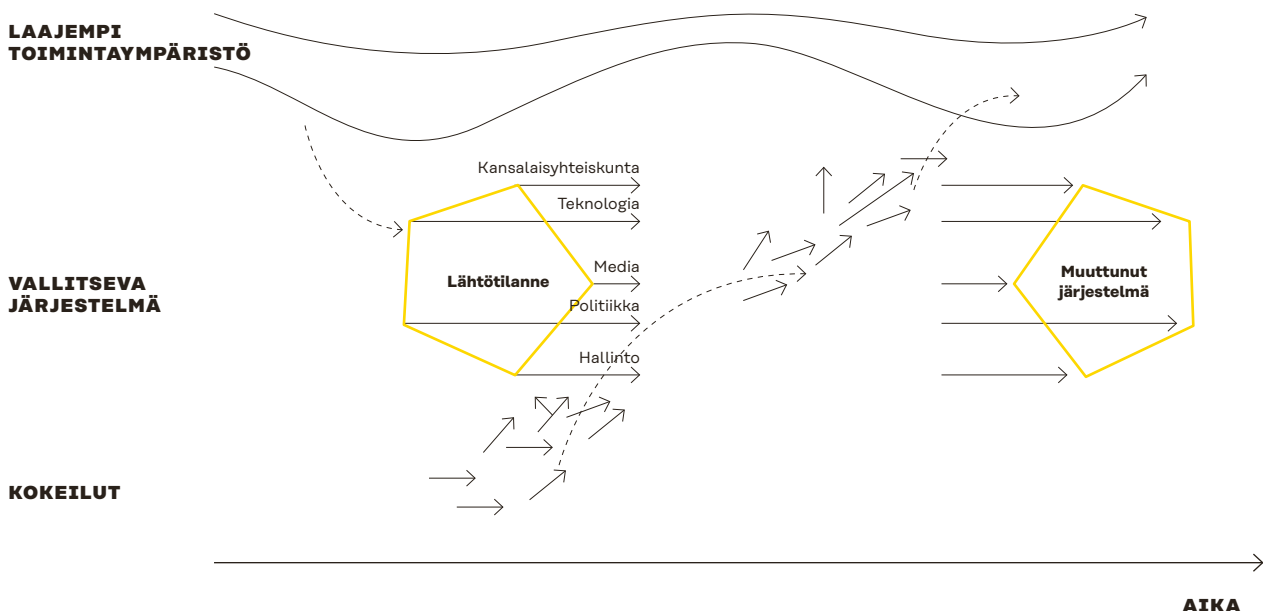 LAAJEMPI
TOIMINTAYMPÄRISTÖ
Kansalaisyhteiskunta
Teknologia
VALLITSEVA
JÄRJESTELMÄ
Lähtötilanne
Media
Politiikka
Hallinto
Muuttunut
järjestelmä
KOKEILUT
AIKA